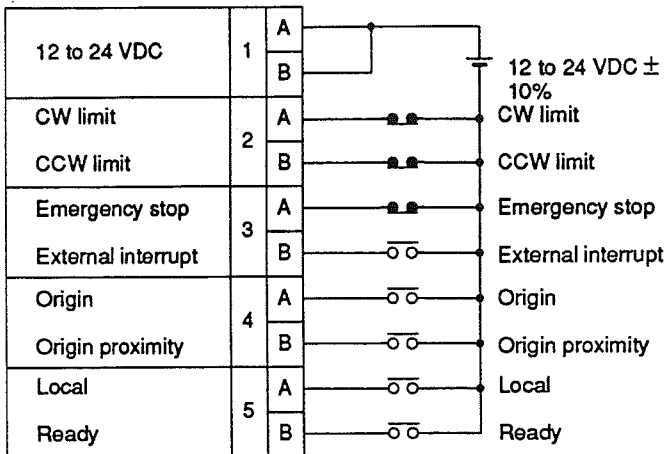 12 to 24 VDC 1 A
B
12 to 24 VDC ±
10%
CW limit 2 A CW limit
CCW limit B CCW limit
Emergency stop 3 A Emergency stop
External interrupt B External interrupt
Origin 4 A Origin
Origin proximity B Origin proximity
Local 5 A Local
Ready B Ready